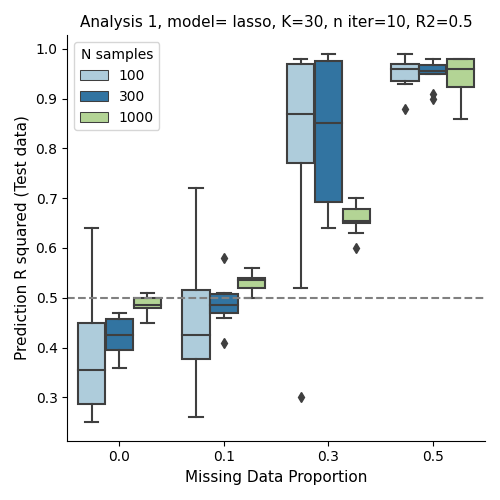 Analysis 1, model= lasso, K=30, n iter=10, R2=0.5
Prediction R squared (Test data)
1.0
0.9
0.8
0.7
0.6
0.5
0.4
0.3
N samples
100
300
1000
0.0 0.1 0.3 0.5
Missing Data Proportion